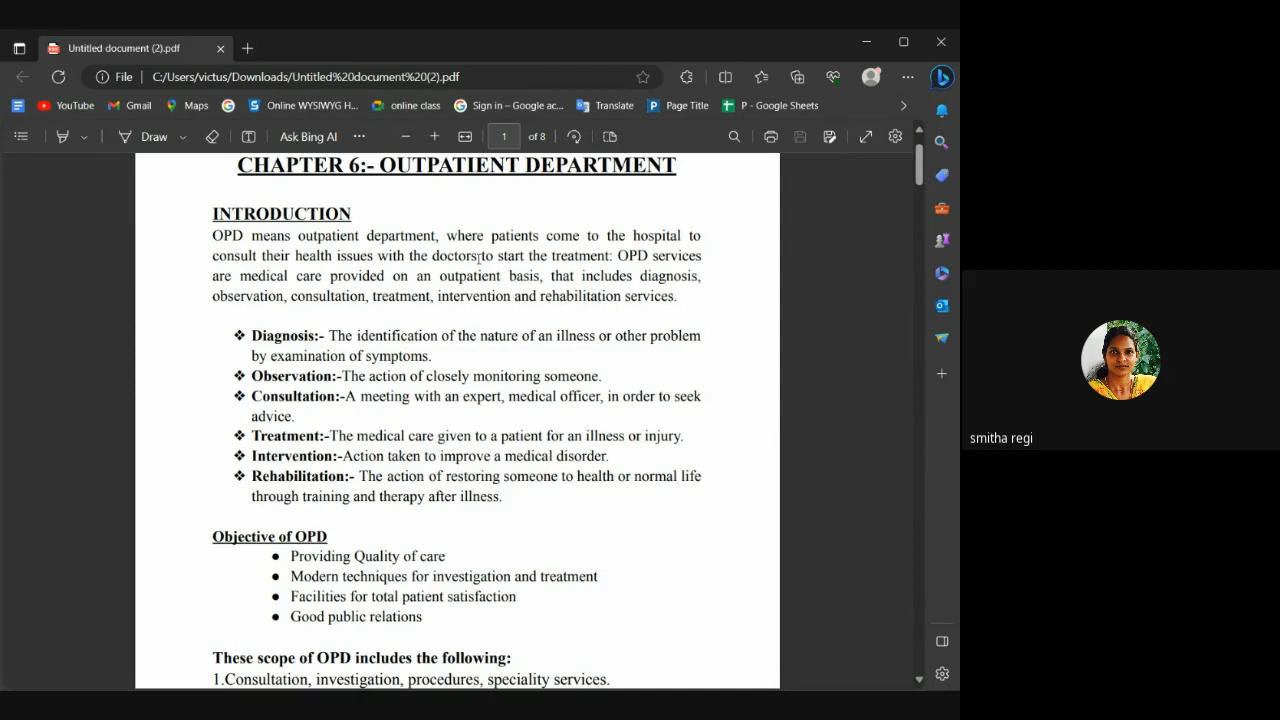 Untitled document (2).pdf
File C:/Users/victus/Downloads/Untitled%20document%20(2).pdf
YouTube Gmail Maps Online WYSIWYG H... online class Sign in – Google ac... Translate Page Title P - Google Sheets
Draw Ask Bing AI 1 of 8
CHAPTER 6:- OUTPATIENT DEPARTMENT
INTRODUCTION
OPD means outpatient department, where patients come to the hospital to
consult their health issues with the doctors to start the treatment: OPD services
are medical care provided on an outpatient basis, that includes diagnosis,
observation, consultation, treatment, intervention and rehabilitation services.
❖ Diagnosis:- The identification of the nature of an illness or other problem
by examination of symptoms.
❖ Observation:-The action of closely monitoring someone.
❖ Consultation:-A meeting with an expert, medical officer, in order to seek
advice.
❖ Treatment:-The medical care given to a patient for an illness or injury.
❖ Intervention:-Action taken to improve a medical disorder.
❖ Rehabilitation:- The action of restoring someone to health or normal life
through training and therapy after illness.
Objective of OPD
● Providing Quality of care
● Modern techniques for investigation and treatment
● Facilities for total patient satisfaction
● Good public relations
These scope of OPD includes the following:
1.Consultation, investigation, procedures, speciality services.
smitha regi